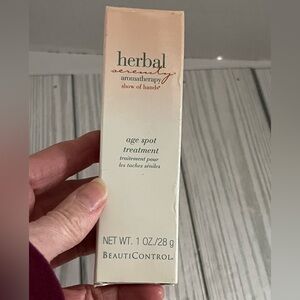 herbal
serenity
aromatherapy
show of hands®
age spot
treatment
traitement pour
les taches séniles
NET WT. 1 OZ./28 g
BEAUTICONTROL®